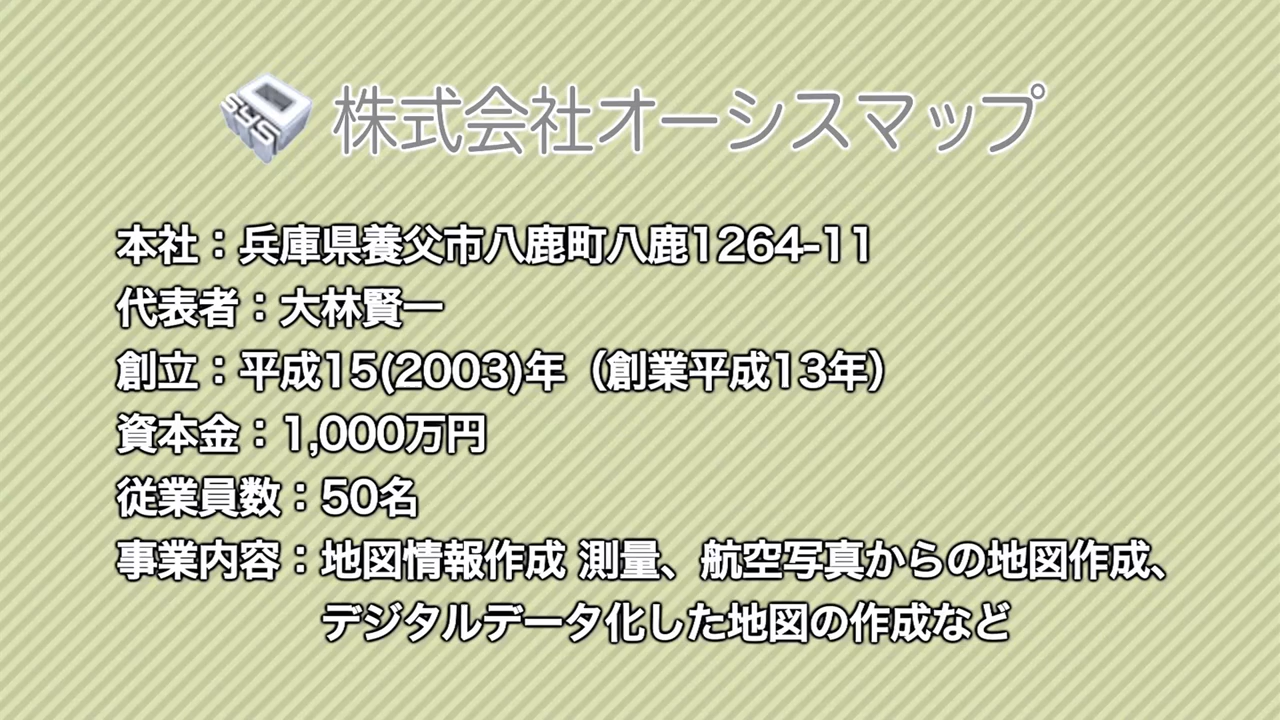 OSYS 株式会社オーシスマップ
本社：兵庫県養父市八鹿町八鹿1264-11
代表者：大林賢一
創立：平成15(2003)年（創業平成13年）
資本金：1,000万円
従業員数：50名
事業内容：地図情報作成 測量、航空写真からの地図作成、
デジタルデータ化した地図の作成など